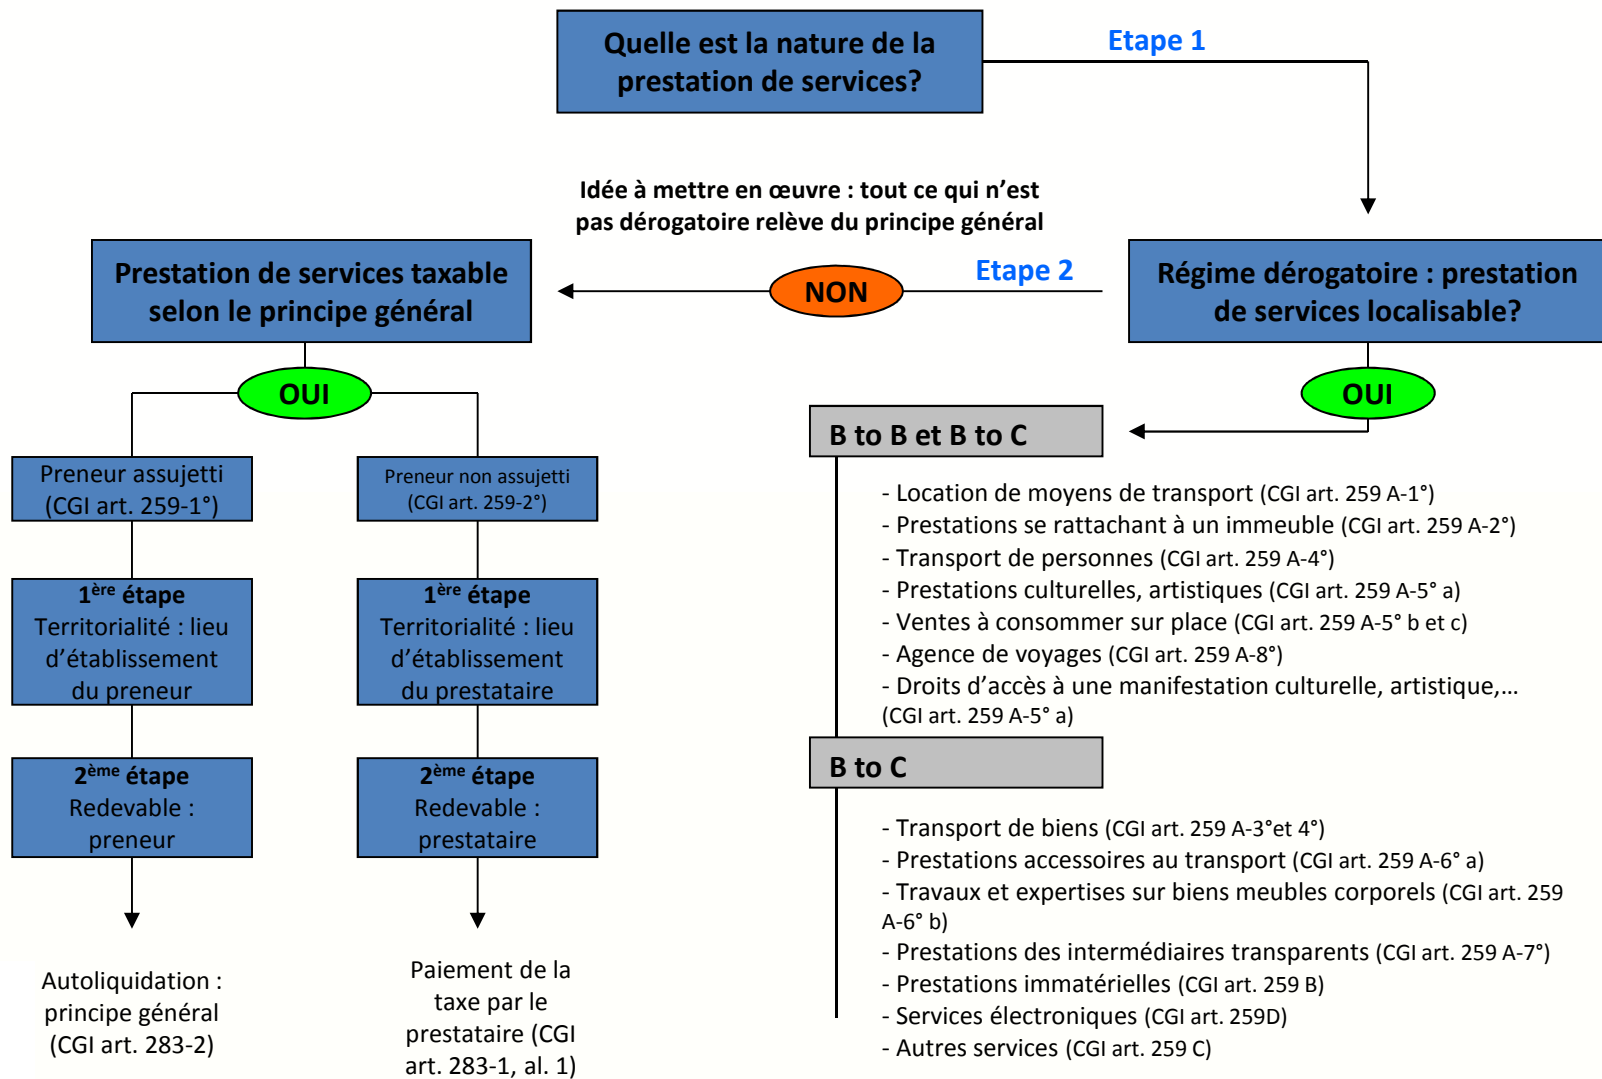 Quelle est la nature de la
prestation de services?
Etape 1
Idée à mettre en œuvre : tout ce qui n’est
pas dérogatoire relève du principe général
Prestation de services taxable
selon le principe général
NON
Etape 2
Régime dérogatoire : prestation
de services localisable?
OUI
OUI
Preneur assujetti
(CGI art. 259-1°)
Preneur non assujetti
(CGI art. 259-2°)
1ère étape
Territorialité : lieu
d’établissement
du preneur
1ère étape
Territorialité : lieu
d’établissement
du prestataire
2ème étape
Redevable :
preneur
2ème étape
Redevable :
prestataire
Autoliquidation :
principe général
(CGI art. 283-2)
Paiement de la
taxe par le
prestataire (CGI
art. 283-1, al. 1)
B to B et B to C
- Location de moyens de transport (CGI art. 259 A-1°)
- Prestations se rattachant à un immeuble (CGI art. 259 A-2°)
- Transport de personnes (CGI art. 259 A-4°)
- Prestations culturelles, artistiques (CGI art. 259 A-5° a)
- Ventes à consommer sur place (CGI art. 259 A-5° b et c)
- Agence de voyages (CGI art. 259 A-8°)
- Droits d’accès à une manifestation culturelle, artistique,…
(CGI art. 259 A-5° a)
B to C
- Transport de biens (CGI art. 259 A-3°et 4°)
- Prestations accessoires au transport (CGI art. 259 A-6° a)
- Travaux et expertises sur biens meubles corporels (CGI art. 259
A-6° b)
- Prestations des intermédiaires transparents (CGI art. 259 A-7°)
- Prestations immatérielles (CGI art. 259 B)
- Services électroniques (CGI art. 259D)
- Autres services (CGI art. 259 C)